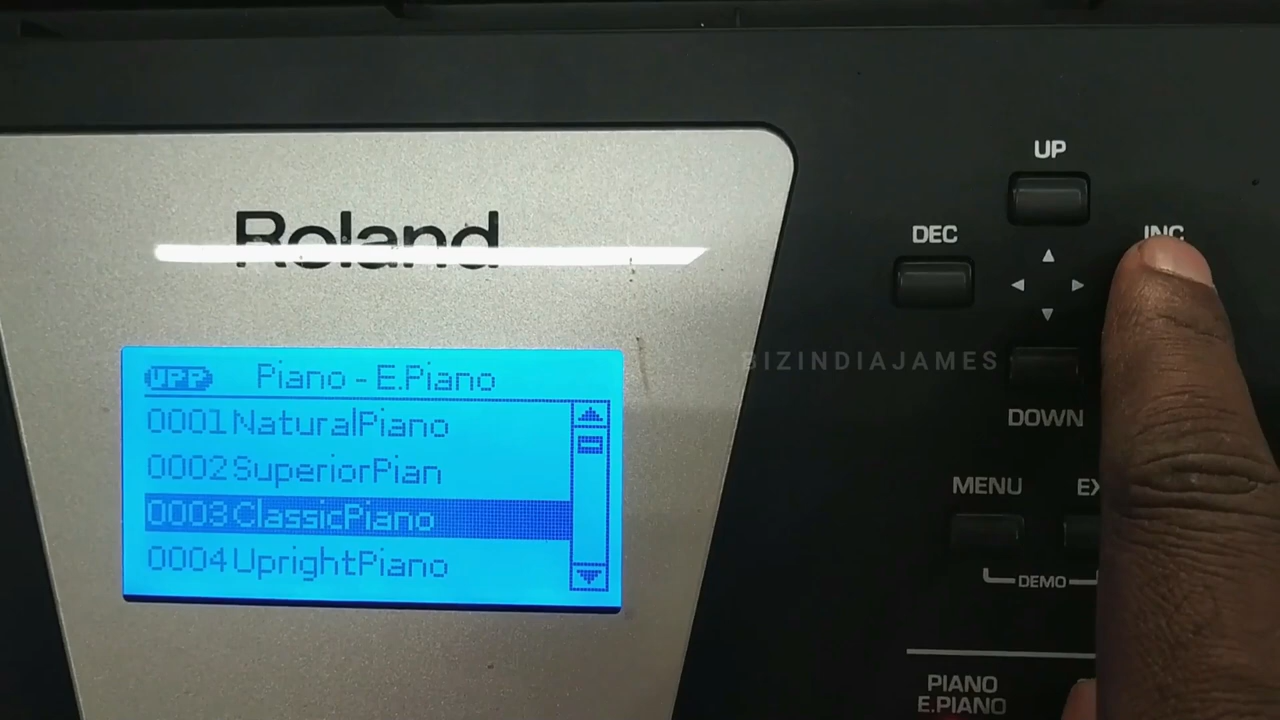 UP
Roland
DEC
INC
BIZINDIAJAMES
UPP Piano - E.Piano
0001 NaturalPiano
0002 SuperiorPian
0003 ClassicPiano
0004 UprightPiano
DOWN
MENU
DEMO
PIANO
E.PIANO